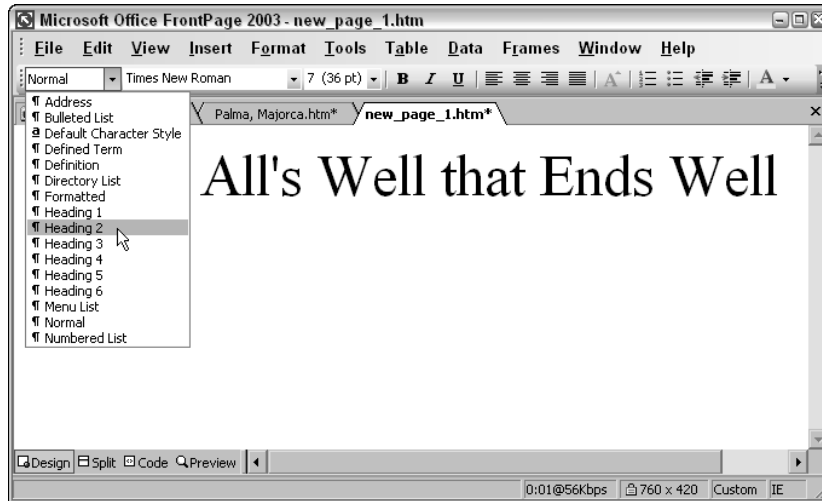 Microsoft Office FrontPage 2003 - new_page_1.htm
File Edit View Insert Format Tools Table Data Frames Window Help
Normal Times New Roman 7 (36 pt) B I U A A
Palma, Majorca.htm* new_page_1.htm*
¶ Address
¶ Bulleted List
a Default Character Style
¶ Defined Term
¶ Definition
¶ Directory List
¶ Formatted
¶ Heading 1
¶ Heading 2
¶ Heading 3
¶ Heading 4
¶ Heading 5
¶ Heading 6
¶ Menu List
¶ Normal
¶ Numbered List
All's Well that Ends Well
Design Split Code Preview
0:01@56Kbps 760 x 420 Custom IE